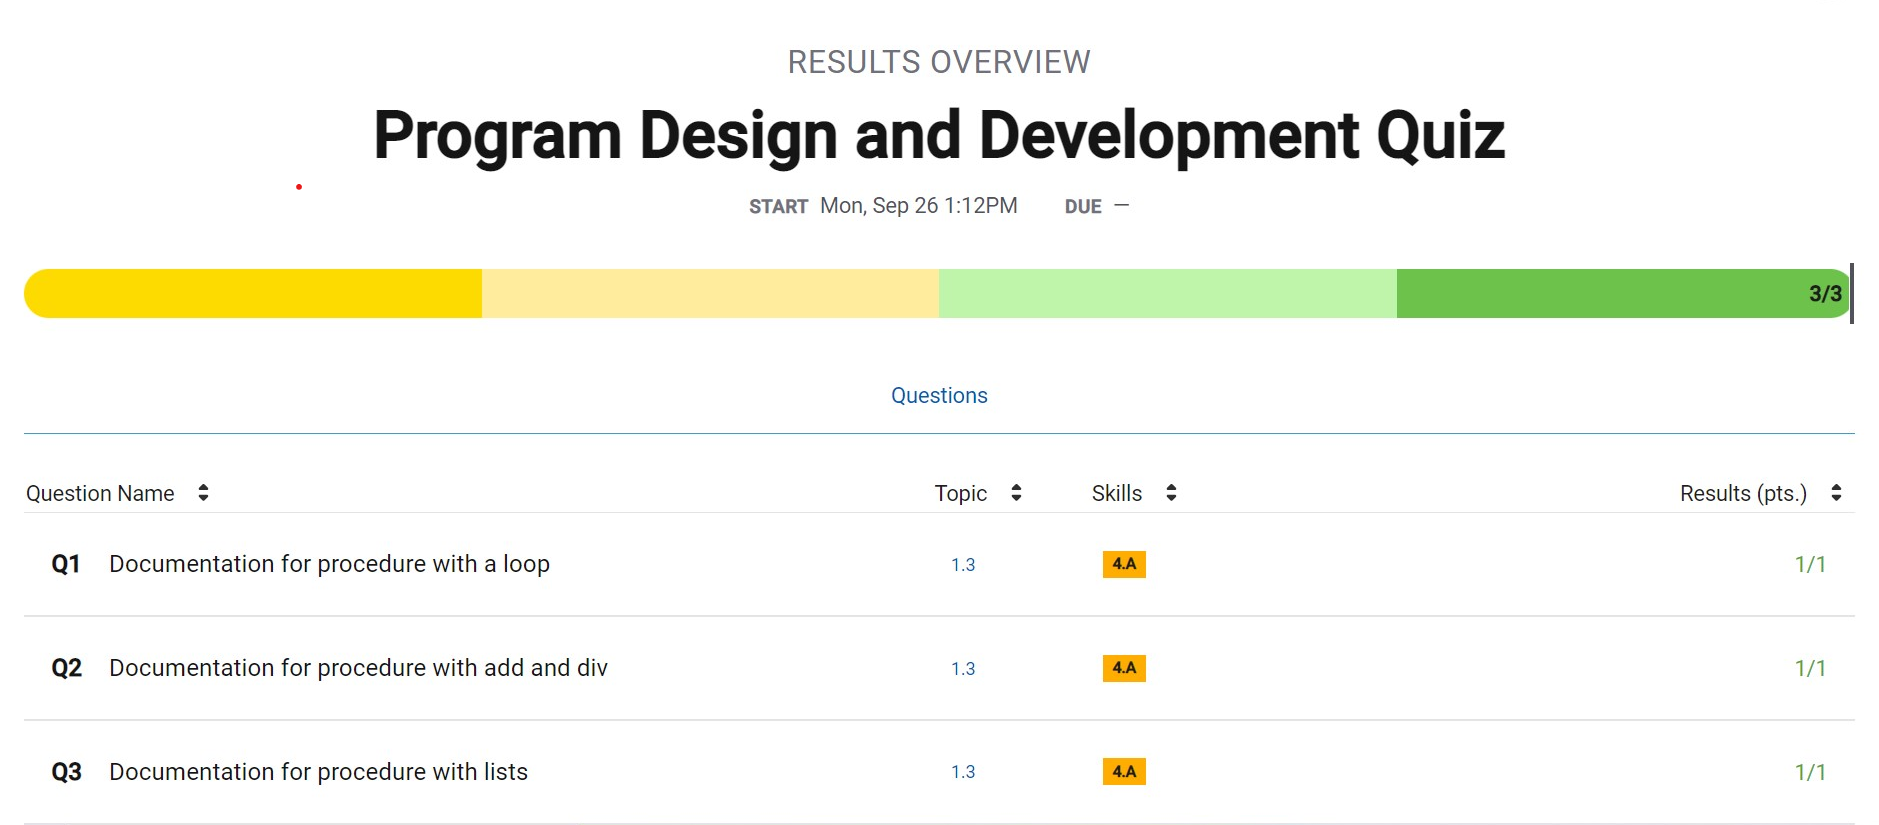 RESULTS OVERVIEW
Program Design and Development Quiz
START Mon, Sep 26 1:12PM DUE —
3/3
Questions
Question Name Topic Skills Results (pts.)
Q1 Documentation for procedure with a loop 1.3 4.A 1/1
Q2 Documentation for procedure with add and div 1.3 4.A 1/1
Q3 Documentation for procedure with lists 1.3 4.A 1/1